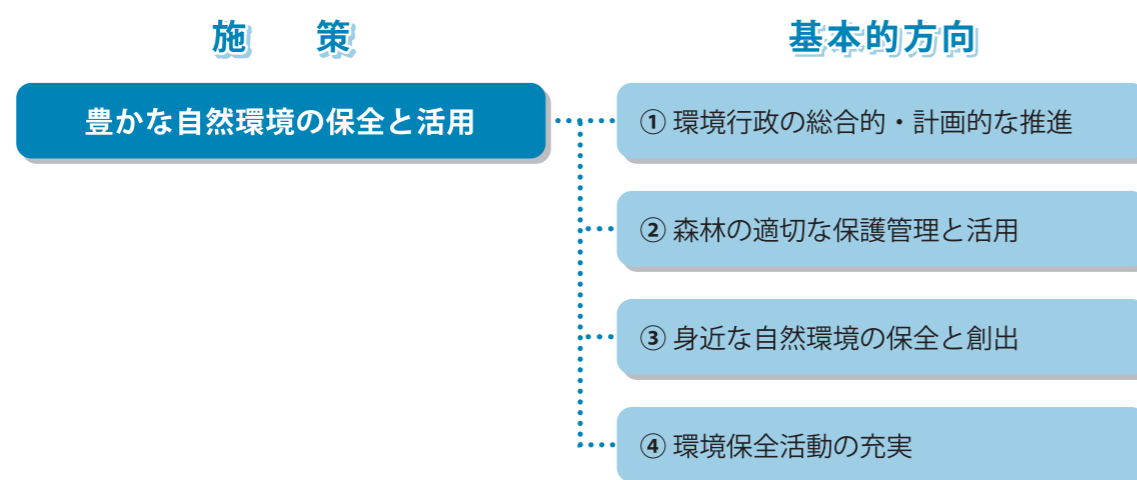 施　策
基本的方向
豊かな自然環境の保全と活用
① 環境行政の総合的・計画的な推進
② 森林の適切な保護管理と活用
③ 身近な自然環境の保全と創出
④ 環境保全活動の充実